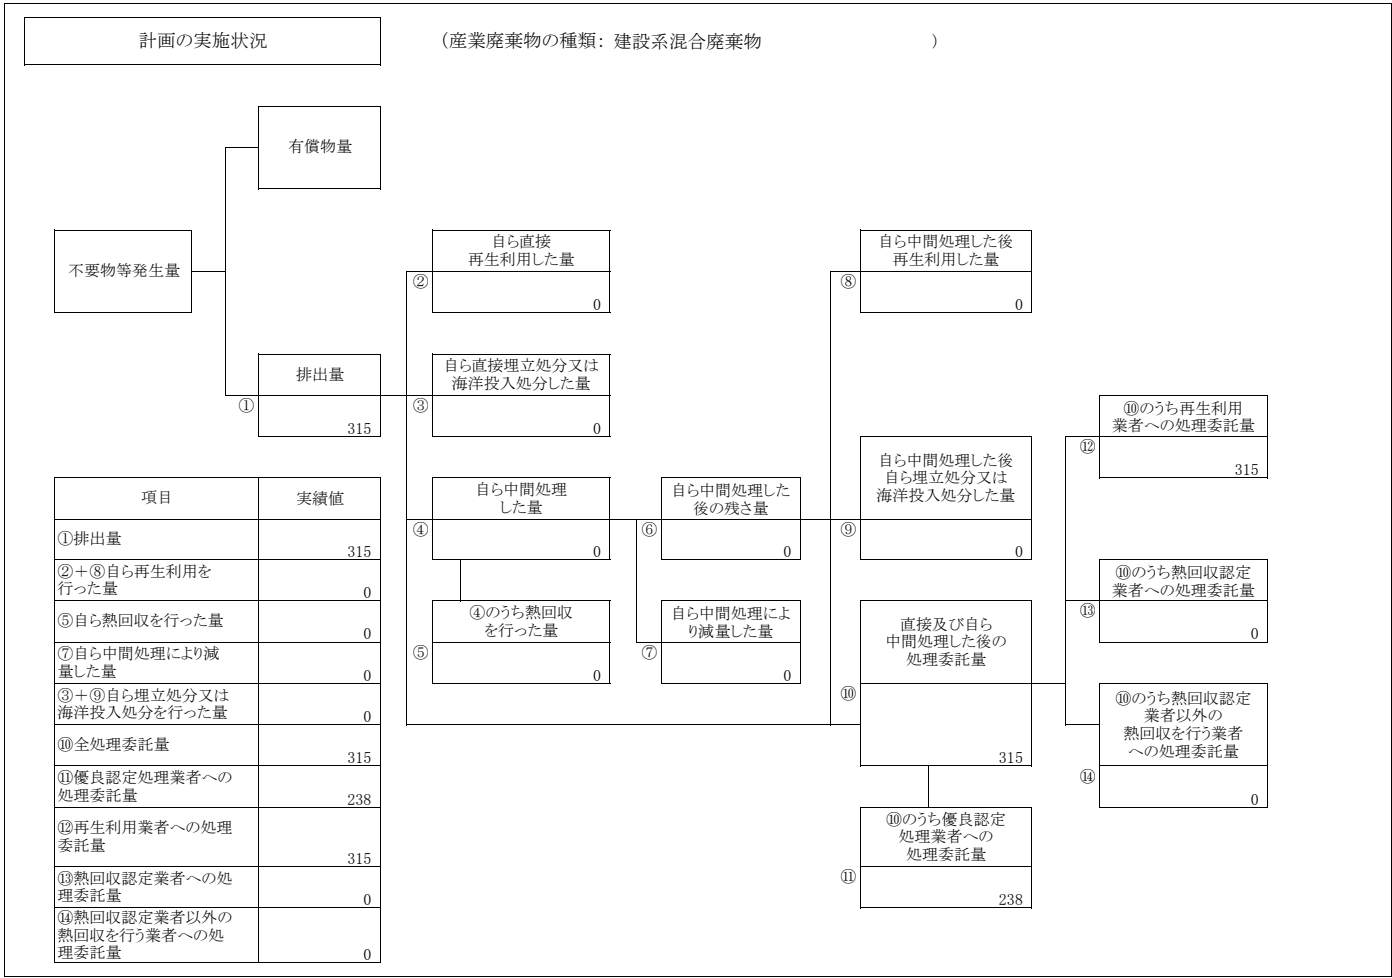 計画の実施状況
（産業廃棄物の種類：建設系混合廃棄物　　　　　　　　　　）
有償物量
不要物等発生量
自ら直接
再生利用した量
②
0
自ら中間処理した後
再生利用した量
⑧
0
排出量
①
315
自ら直接埋立処分又は
海洋投入処分した量
③
0
⑩のうち再生利用
業者への処理委託量
⑫
315
自ら中間処理
した量
④
0
自ら中間処理した
後の残さ量
⑥
0
自ら中間処理した後
自ら埋立処分又は
海洋投入処分した量
⑨
0
④のうち熱回収
を行った量
⑤
0
自ら中間処理によ
り減量した量
⑦
0
直接及び自ら
中間処理した後の
処理委託量
⑩
315
⑩のうち熱回収認定
業者への処理委託量
⑬
0
⑩のうち熱回収認定
業者以外の
熱回収を行う業者
への処理委託量
⑭
0
⑩のうち優良認定
処理業者への
処理委託量
⑪
238
項目 実績値
①排出量
315
②＋⑧自ら再生利用を
行った量
0
⑤自ら熱回収を行った量
0
⑦自ら中間処理により減
量した量
0
③＋⑨自ら埋立処分又は
海洋投入処分を行った量
0
⑩全処理委託量
315
⑪優良認定処理業者への
処理委託量
238
⑫再生利用業者への処理
委託量
315
⑬熱回収認定業者への処
理委託量
0
⑭熱回収認定業者以外の
熱回収を行う業者への処
理委託量
0